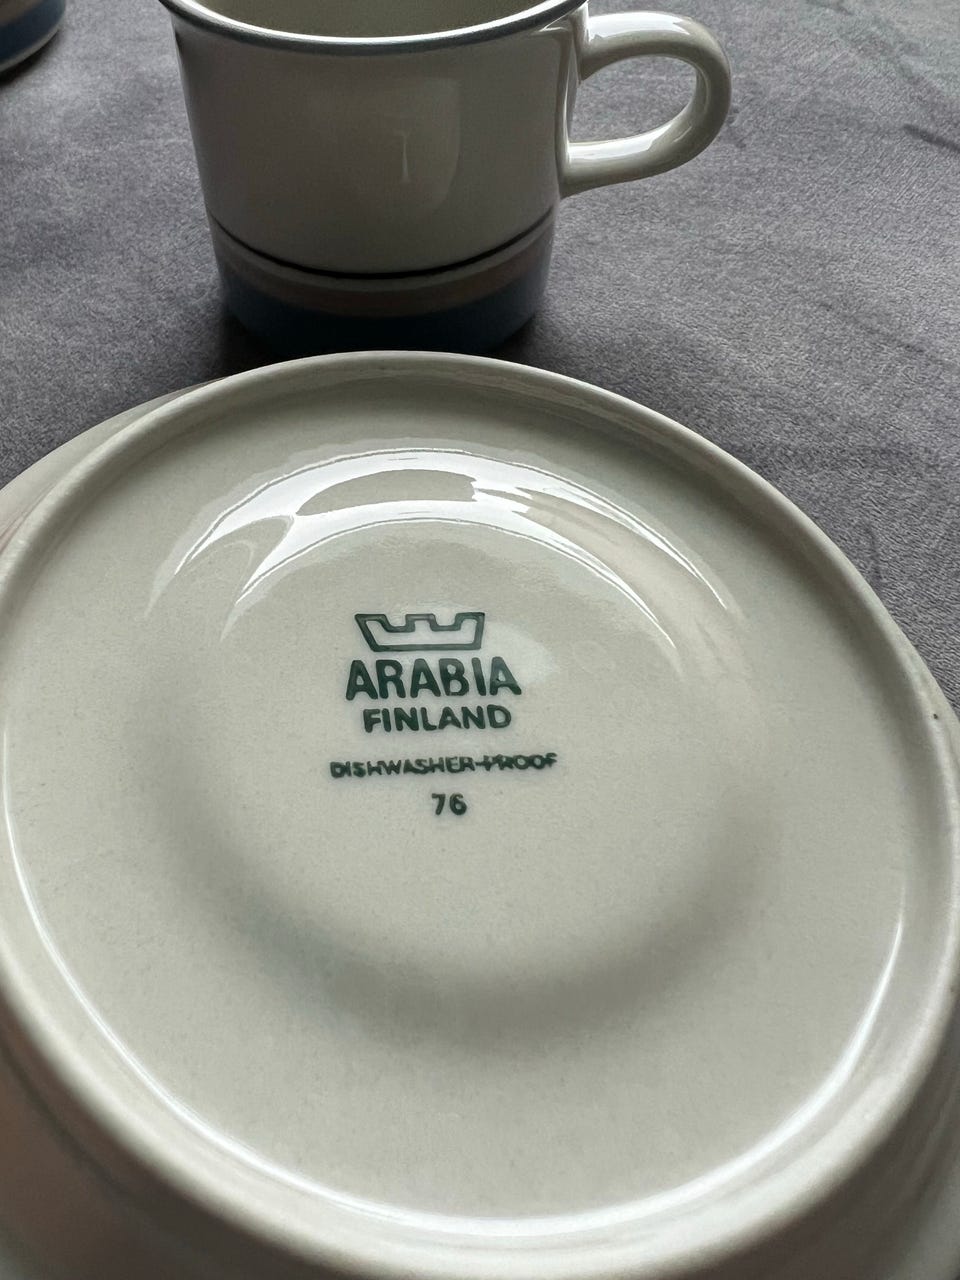 ARABIA
FINLAND
DISHWASHER-PROOF
76